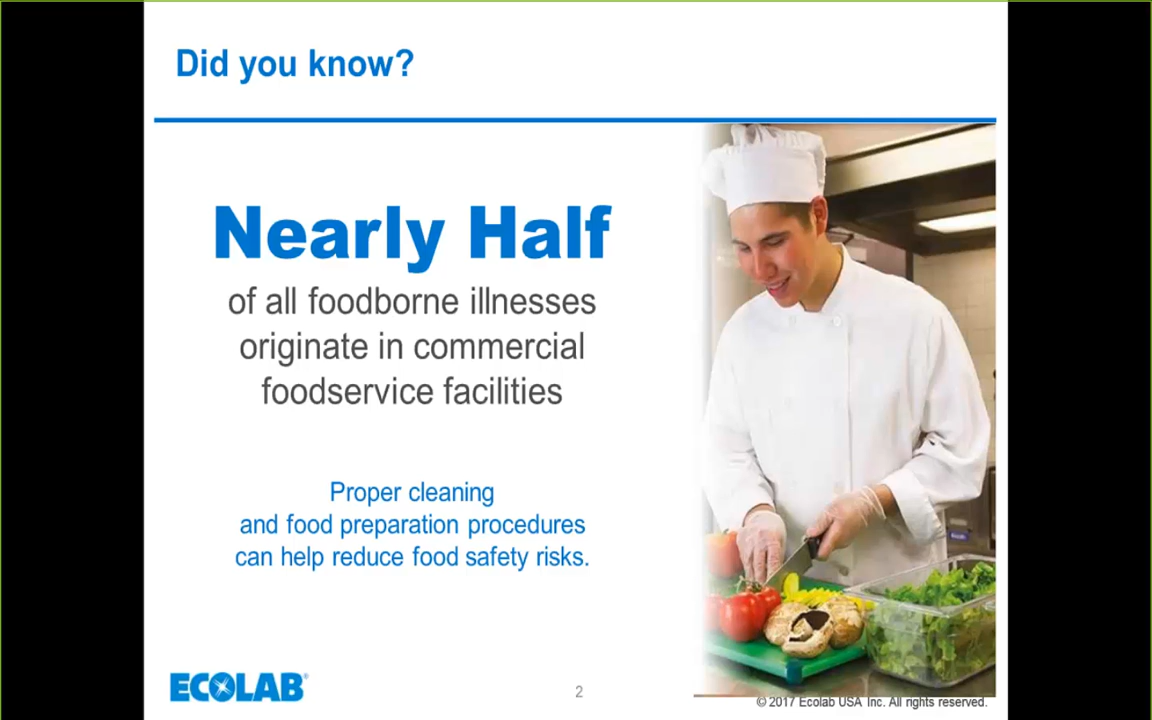 Did you know?
Nearly Half
of all foodborne illnesses
originate in commercial
foodservice facilities
Proper cleaning
and food preparation procedures
can help reduce food safety risks.
ECOLAB®
2
© 2017 Ecolab USA Inc. All rights reserved.